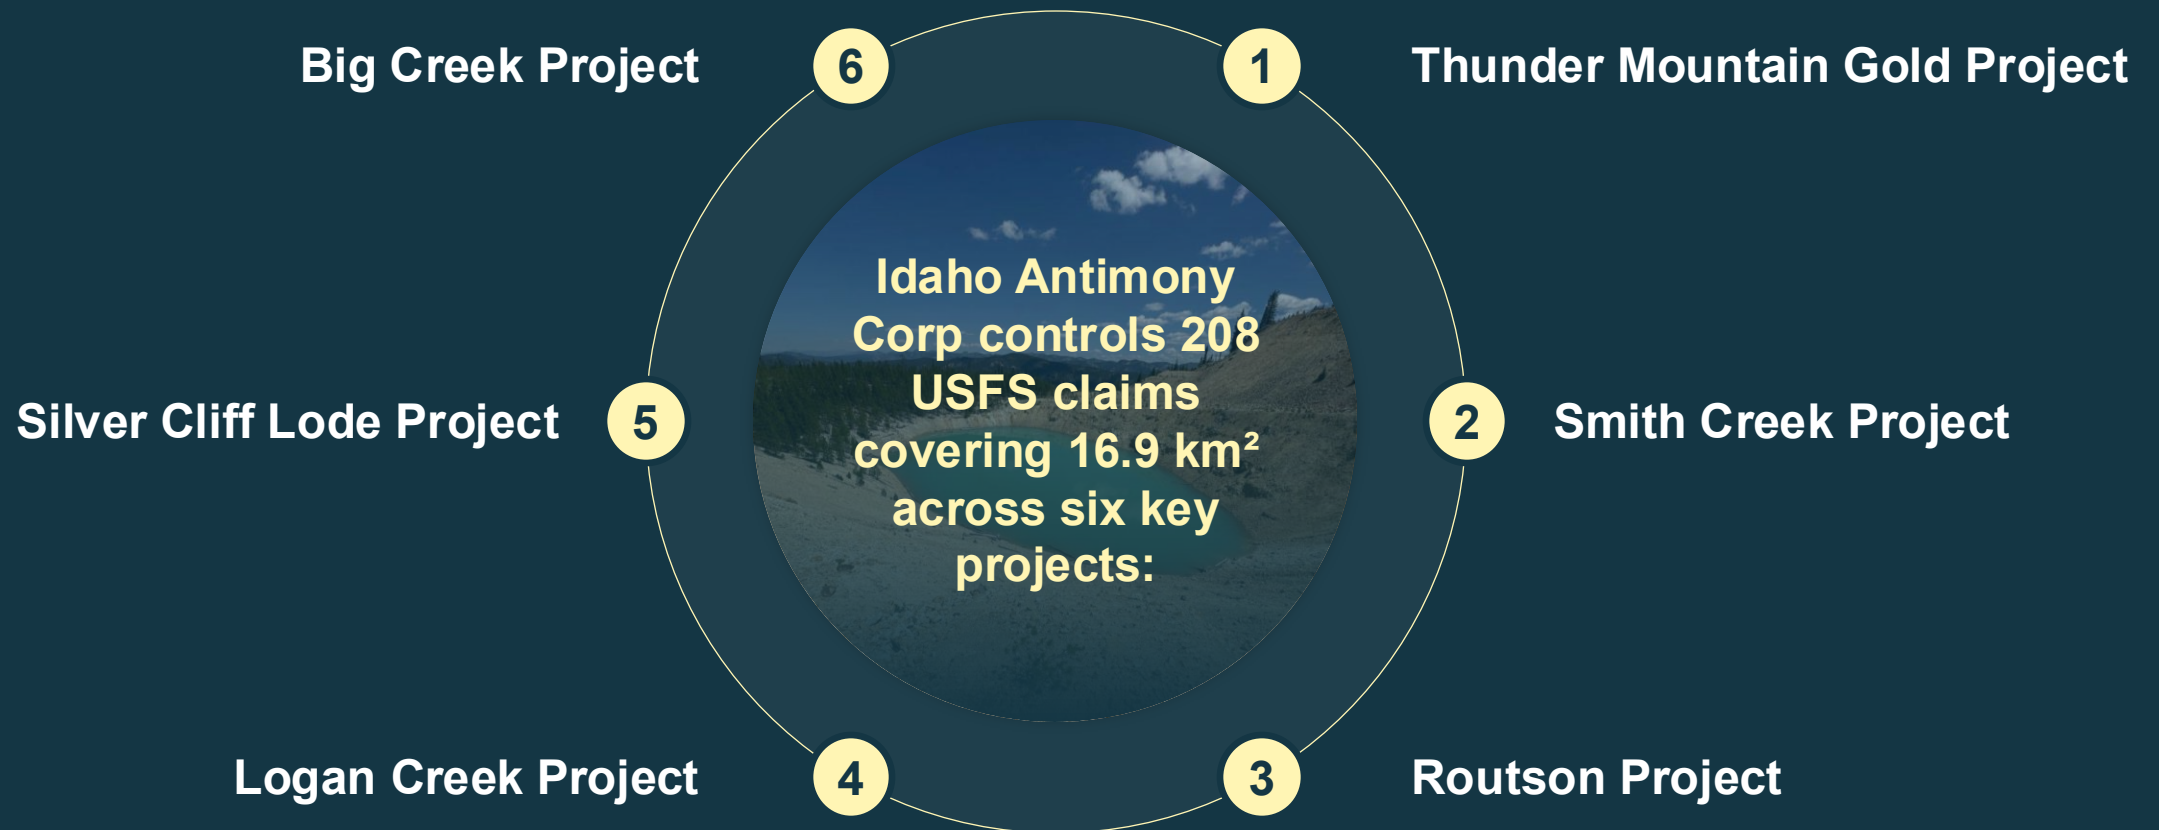 Idaho Antimony
Corp controls 208
USFS claims
covering 16.9 km²
across six key
projects:
1 Thunder Mountain Gold Project
2 Smith Creek Project
3 Routson Project
4 Logan Creek Project
5 Silver Cliff Lode Project
6 Big Creek Project